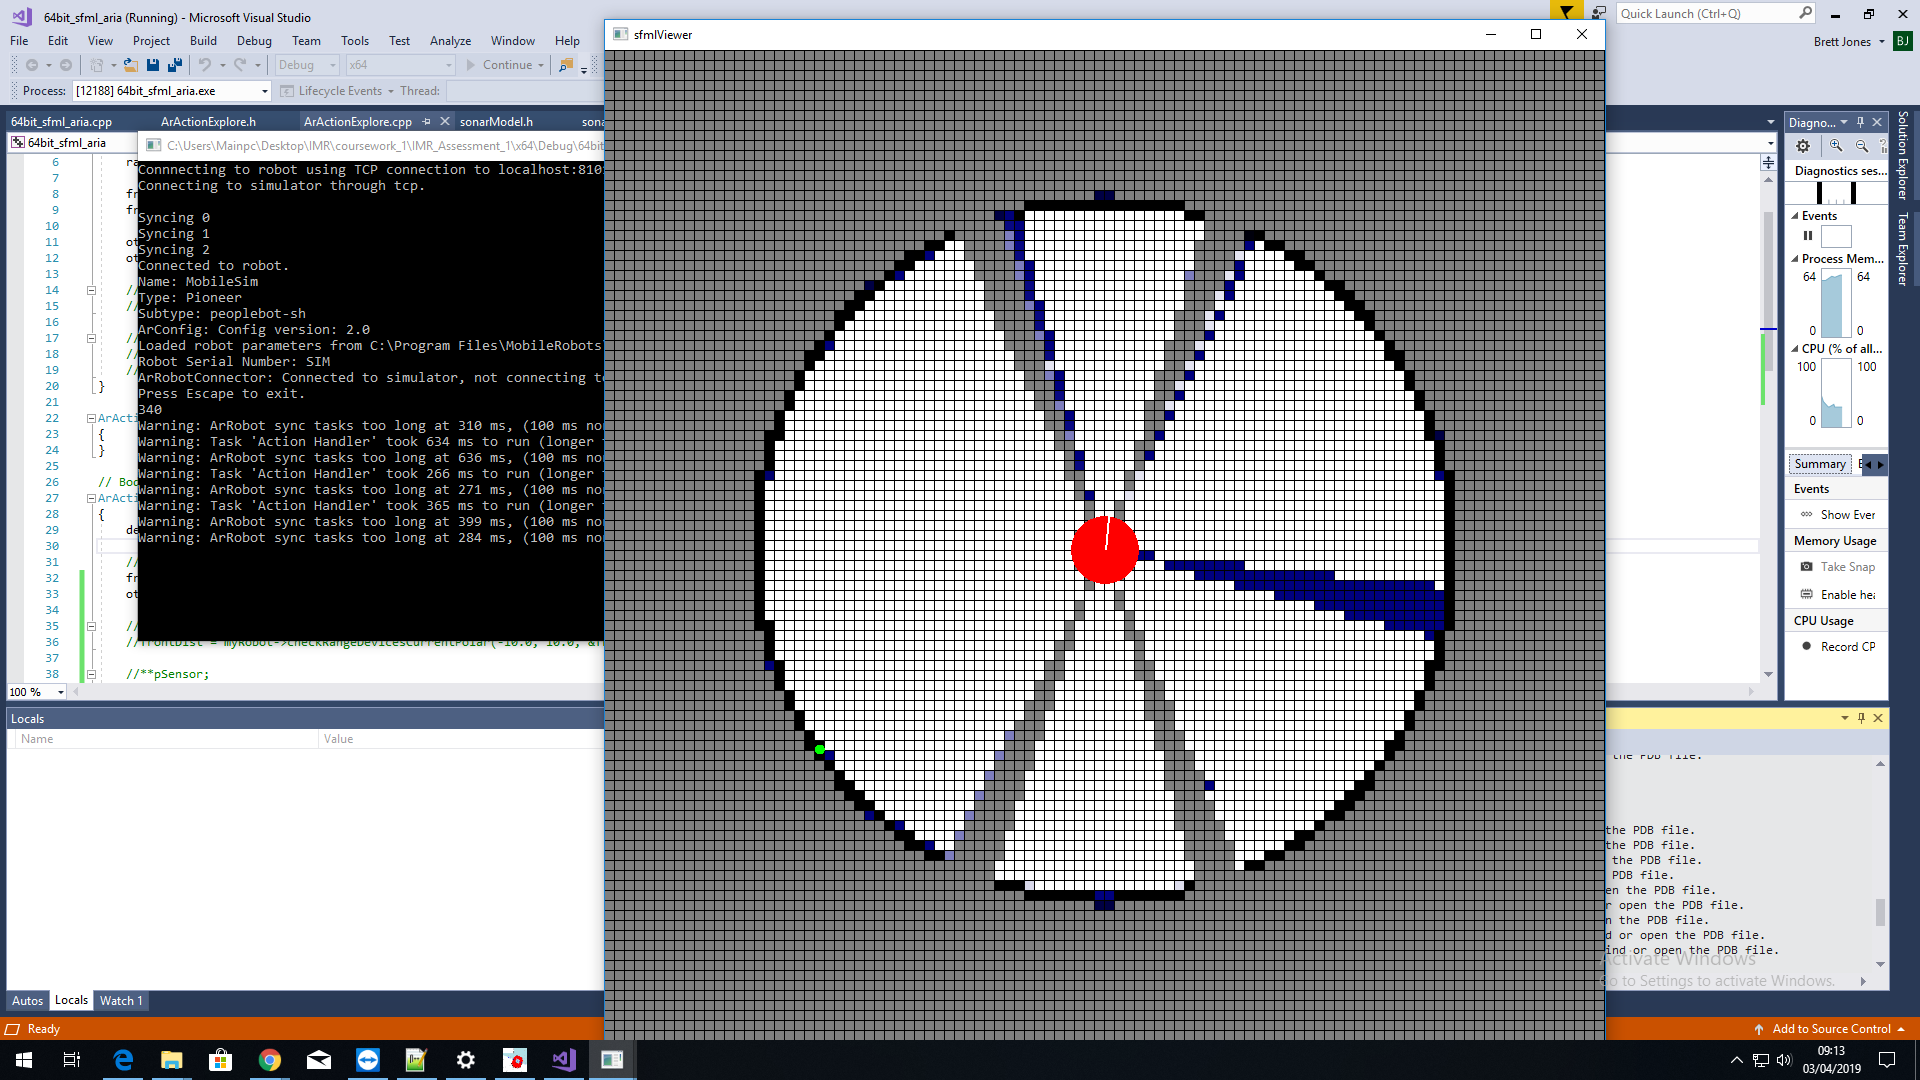 64bit_sfml_aria (Running) - Microsoft Visual Studio
Quick Launch (Ctrl+Q)
File Edit View Project Build Debug Team Tools Test Analyze Window Help
Brett Jones
BJ
Debug x64 Continue
Process: [12188] 64bit_sfml_aria.exe Lifecycle Events Thread:
64bit_sfml_aria.cpp ArActionExplore.h ArActionExplore.cpp sonarModel.h
64bit_sfml_aria
sfmlViewer
C:\Users\Mainpc\Desktop\IMR\coursework_1\IMR_Assessment_1\x64\Debug\64bit
Connnecting to robot using TCP connection to localhost:810
Connecting to simulator through tcp.
Syncing 0
Syncing 1
Syncing 2
Connected to robot.
Name: MobileSim
Type: Pioneer
Subtype: peoplebot-sh
ArConfig: Config version: 2.0
Loaded robot parameters from C:\Program Files\MobileRobots
Robot Serial Number: SIM
ArRobotConnector: Connected to simulator, not connecting t
Press Escape to exit.
340
Warning: ArRobot sync tasks too long at 310 ms, (100 ms no
Warning: Task 'Action Handler' took 634 ms to run (longer
Warning: ArRobot sync tasks too long at 636 ms, (100 ms no
Warning: Task 'Action Handler' took 266 ms to run (longer
Warning: ArRobot sync tasks too long at 271 ms, (100 ms no
Warning: Task 'Action Handler' took 365 ms to run (longer
Warning: ArRobot sync tasks too long at 399 ms, (100 ms no
Warning: ArRobot sync tasks too long at 284 ms, (100 ms no
6 ra
7
8 fr
9 fr
10
11 ot
12 ot
13
14 //
15 //
16
17 //
18 //
19 //
20 }
21
22 ArActi
23 {
24 }
25
26 // Bod
27 ArActi
28 {
29 de
30
31 //
32 fr
33 ot
34
35 //
36 //frontDist = myRobot->checkRangeDevicesCurrentPolar(-10.0, 10.0, &
37
38 //**pSensor;
100 %
Locals
Name Value
Autos Locals Watch 1
Ready
Diagno...
Diagnostics ses...
Events
Process Mem...
64 64
0 0
CPU (% of all...
100 100
0 0
Summary
Events
Show Ever
Memory Usage
Take Snap
Enable hea
CPU Usage
Record CP
Solution Explorer
Team Explorer
the PDB file.
the PDB file.
the PDB file.
the PDB file.
PDB file.
en the PDB file.
r open the PDB file.
n the PDB file.
d or open the PDB file.
ind or open the PDB file.
Activate Windows
Go to Settings to activate Windows.
Add to Source Control
09:13
03/04/2019